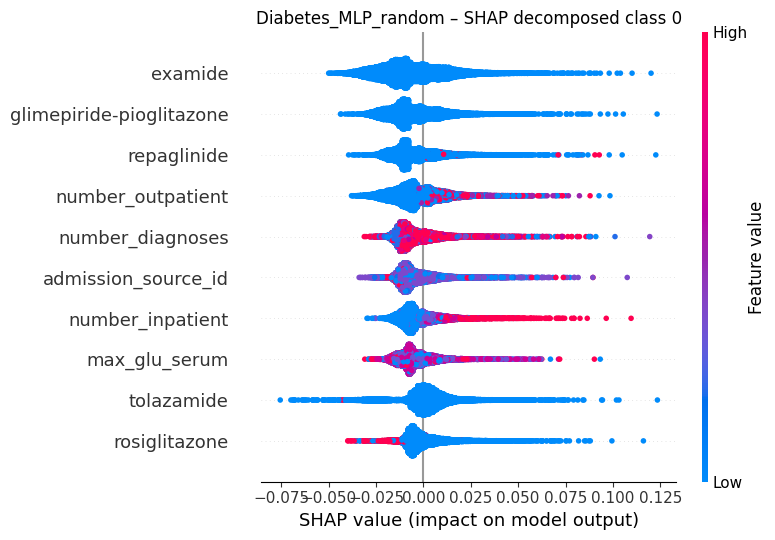 Diabetes_MLP_random – SHAP decomposed class 0
High
examide
glimepiride-pioglitazone
repaglinide
number_outpatient
number_diagnoses
admission_source_id
number_inpatient
max_glu_serum
tolazamide
rosiglitazone
Feature value
Low
−0.075 −0.050 −0.025 0.000 0.025 0.050 0.075 0.100 0.125
SHAP value (impact on model output)